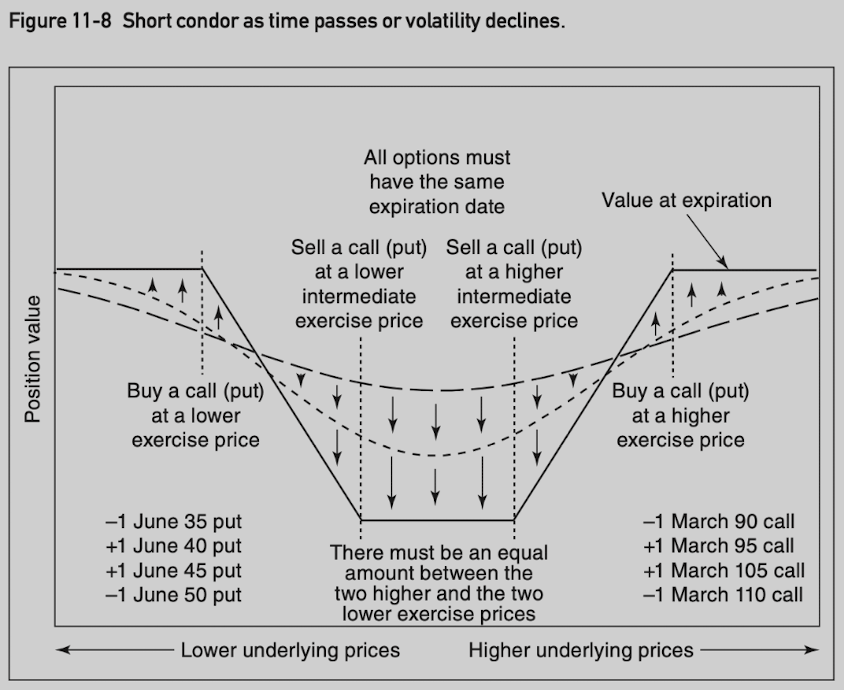 Figure 11-8 Short condor as time passes or volatility declines.
All options must
have the same
expiration date
Value at expiration
Sell a call (put)
at a lower
intermediate
exercise price
Sell a call (put)
at a higher
intermediate
exercise price
Position value
Buy a call (put)
at a lower
exercise price
Buy a call (put)
at a higher
exercise price
–1 June 35 put
+1 June 40 put
+1 June 45 put
–1 June 50 put
There must be an equal
amount between the
two higher and the two
lower exercise prices
–1 March 90 call
+1 March 95 call
+1 March 105 call
–1 March 110 call
Lower underlying prices
Higher underlying prices